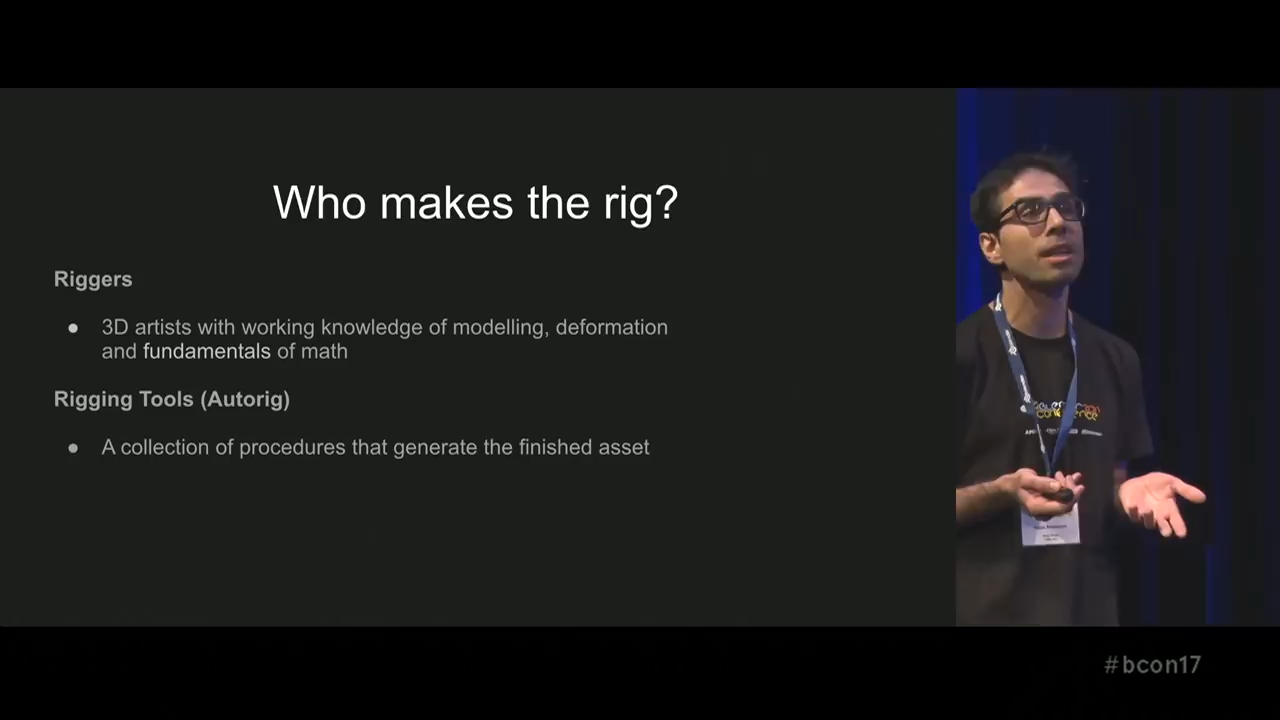 Who makes the rig?
Riggers
● 3D artists with working knowledge of modelling, deformation
and fundamentals of math
Rigging Tools (Autorig)
● A collection of procedures that generate the finished asset
#bcon17